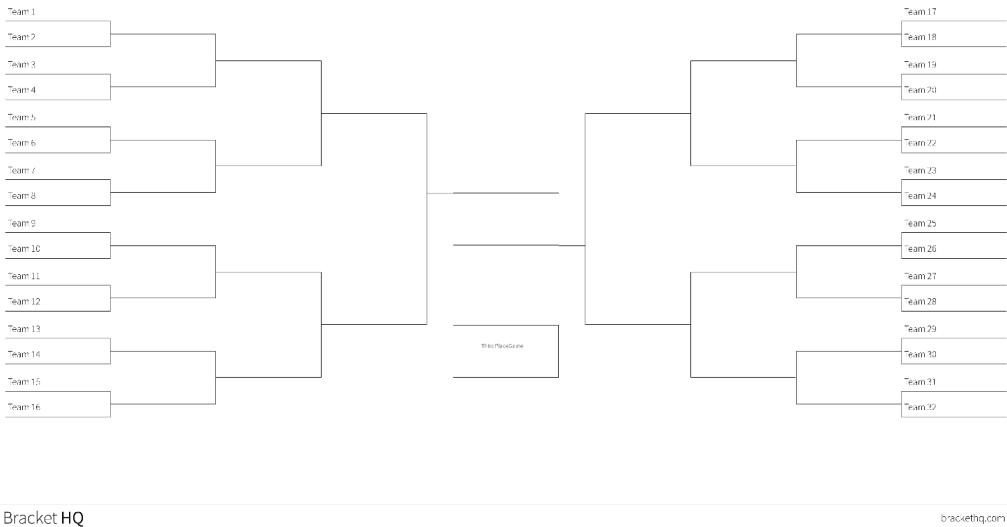 Team 1
Team 2
Team 3
Team 4
Team 5
Team 6
Team 7
Team 8
Team 9
Team 10
Team 11
Team 12
Team 13
Team 14
Team 15
Team 16
Third Place Game
Team 17
Team 18
Team 19
Team 20
Team 21
Team 22
Team 23
Team 24
Team 25
Team 26
Team 27
Team 28
Team 29
Team 30
Team 31
Team 32
Bracket HQ
brackethq.com